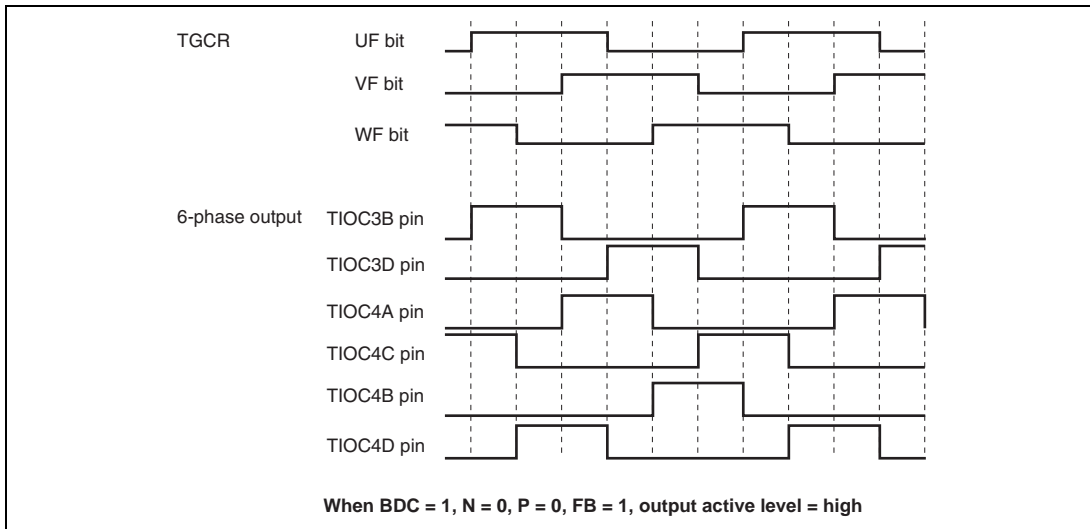 TGCR UF bit
VF bit
WF bit
6-phase output TIOC3B pin
TIOC3D pin
TIOC4A pin
TIOC4C pin
TIOC4B pin
TIOC4D pin
When BDC = 1, N = 0, P = 0, FB = 1, output active level = high